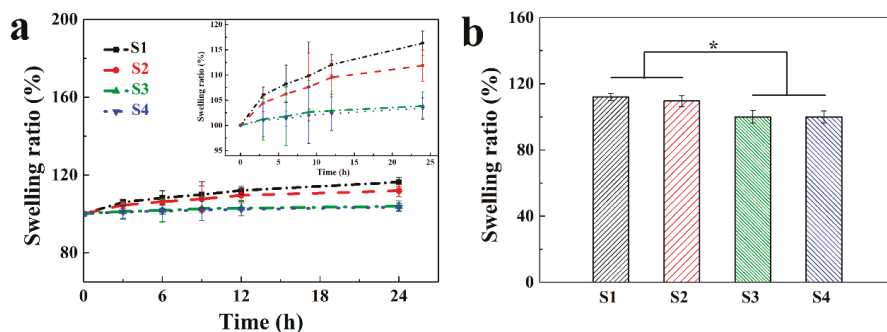 a
Swelling ratio (%)
200
160
120
80
S1
S2
S3
S4
Swelling ratio (%)
120
115
110
105
100
95
0 5 10 15 20 25
Time (h)
0 6 12 18 24
Time (h)
b
Swelling ratio (%)
160
120
80
40
0
*
S1 S2 S3 S4